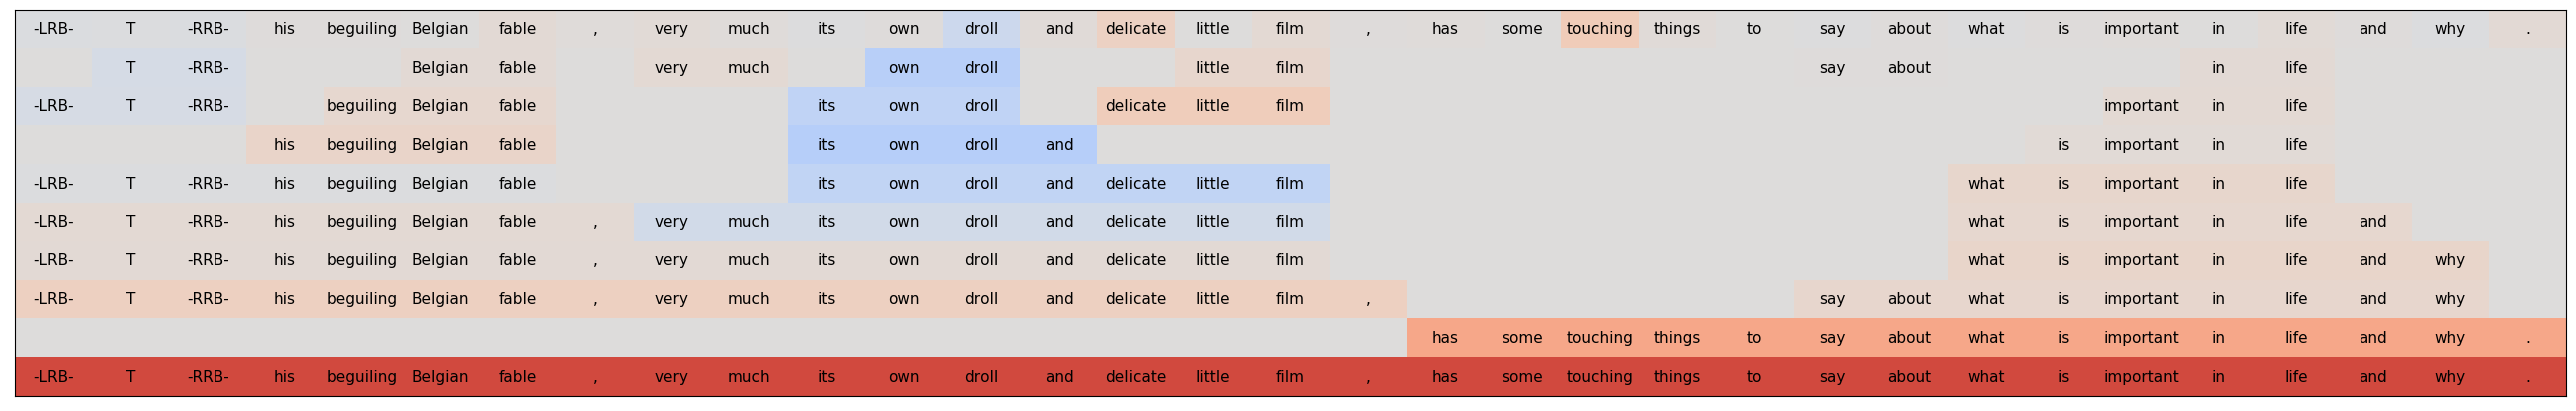 -LRB- T -RRB- his beguiling Belgian fable , very much its own droll and delicate little film , has some touching things to say about what is important in life and why .
T -RRB- Belgian fable very much own droll little film say about in life
-LRB- T -RRB- beguiling Belgian fable its own droll delicate little film important in life
his beguiling Belgian fable its own droll and is important in life
-LRB- T -RRB- his beguiling Belgian fable its own droll and delicate little film what is important in life
-LRB- T -RRB- his beguiling Belgian fable , very much its own droll and delicate little film what is important in life and
-LRB- T -RRB- his beguiling Belgian fable , very much its own droll and delicate little film what is important in life and why
-LRB- T -RRB- his beguiling Belgian fable , very much its own droll and delicate little film , say about what is important in life and why
has some touching things to say about what is important in life and why .
-LRB- T -RRB- his beguiling Belgian fable , very much its own droll and delicate little film , has some touching things to say about what is important in life and why .